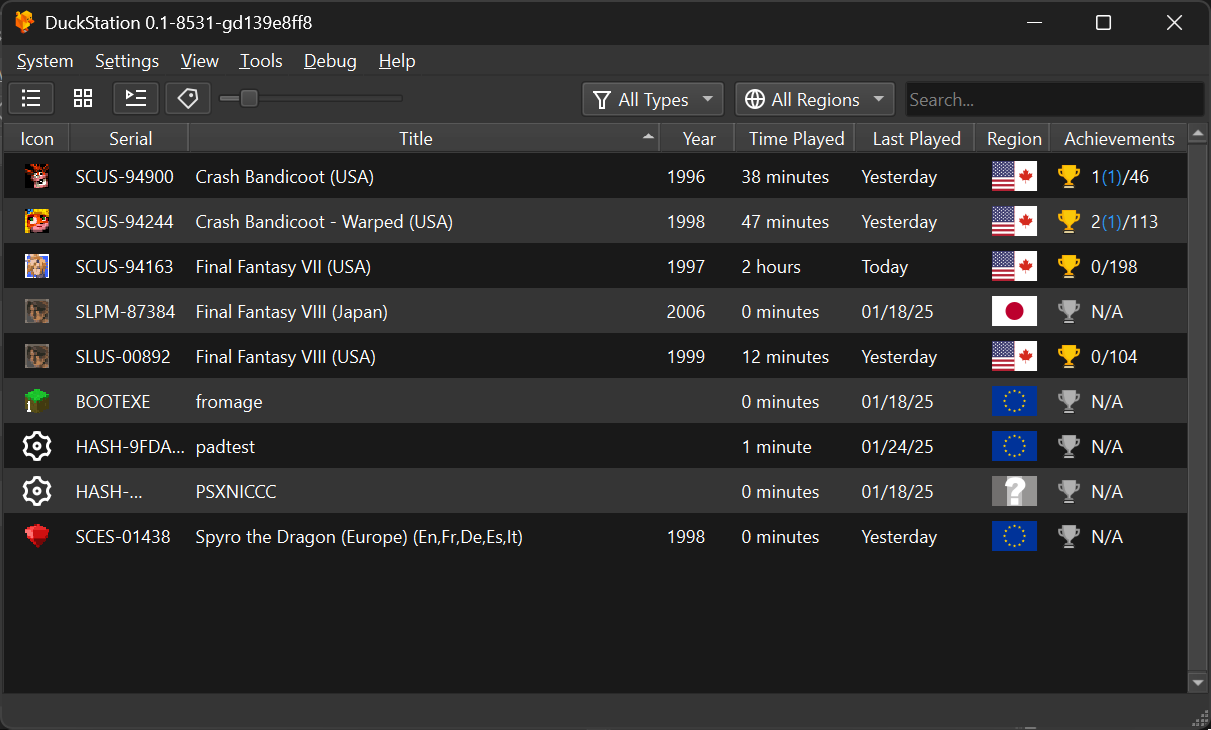 DuckStation 0.1-8531-gd139e8ff8
System Settings View Tools Debug Help
All Types All Regions Search...
Icon Serial Title Year Time Played Last Played Region Achievements
SCUS-94900 Crash Bandicoot (USA) 1996 38 minutes Yesterday 1(1)/46
SCUS-94244 Crash Bandicoot - Warped (USA) 1998 47 minutes Yesterday 2(1)/113
SCUS-94163 Final Fantasy VII (USA) 1997 2 hours Today 0/198
SLPM-87384 Final Fantasy VIII (Japan) 2006 0 minutes 01/18/25 N/A
SLUS-00892 Final Fantasy VIII (USA) 1999 12 minutes Yesterday 0/104
1 BOOTEXE fromage 0 minutes 01/18/25 N/A
HASH-9FDA... padtest 1 minute 01/24/25 N/A
HASH-... PSXNICCC 0 minutes 01/18/25 ? N/A
SCES-01438 Spyro the Dragon (Europe) (En,Fr,De,Es,It) 1998 0 minutes Yesterday N/A